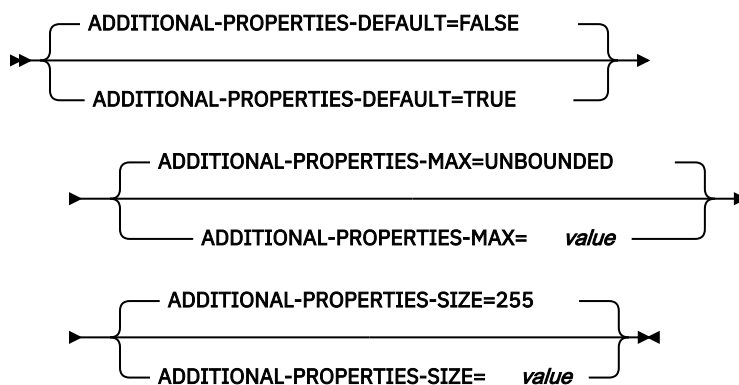 ADDITIONAL-PROPERTIES-DEFAULT=FALSE
ADDITIONAL-PROPERTIES-DEFAULT=TRUE
ADDITIONAL-PROPERTIES-MAX=UNBOUNDED
ADDITIONAL-PROPERTIES-MAX= value
ADDITIONAL-PROPERTIES-SIZE=255
ADDITIONAL-PROPERTIES-SIZE= value